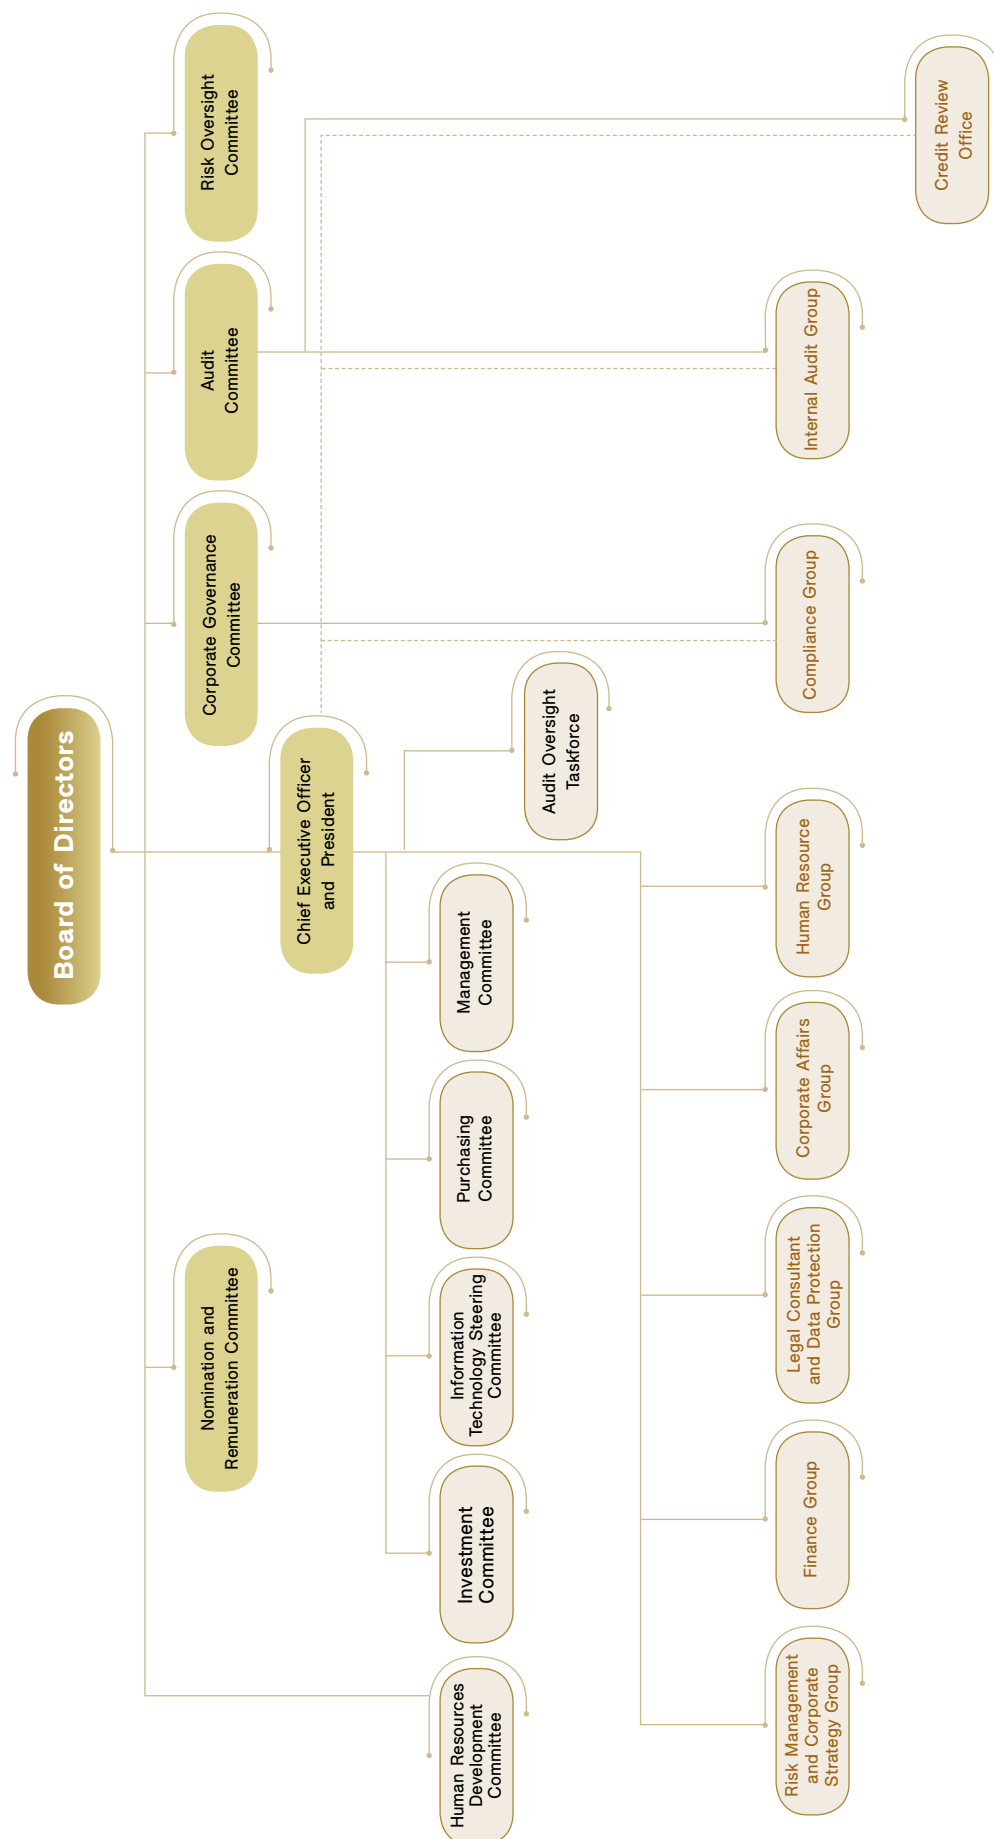 Board of Directors
Nomination and
Remuneration Committee
Corporate Governance
Committee
Audit
Committee
Risk Oversight
Committee
Chief Executive Officer
and President
Human Resources
Development
Committee
Investment
Committee
Information
Technology Steering
Committee
Purchasing
Committee
Management
Committee
Audit Oversight
Taskforce
Risk Management
and Corporate
Strategy Group
Finance Group
Legal Consultant
and Data Protection
Group
Corporate Affairs
Group
Human Resource
Group
Compliance Group
Internal Audit Group
Credit Review
Office